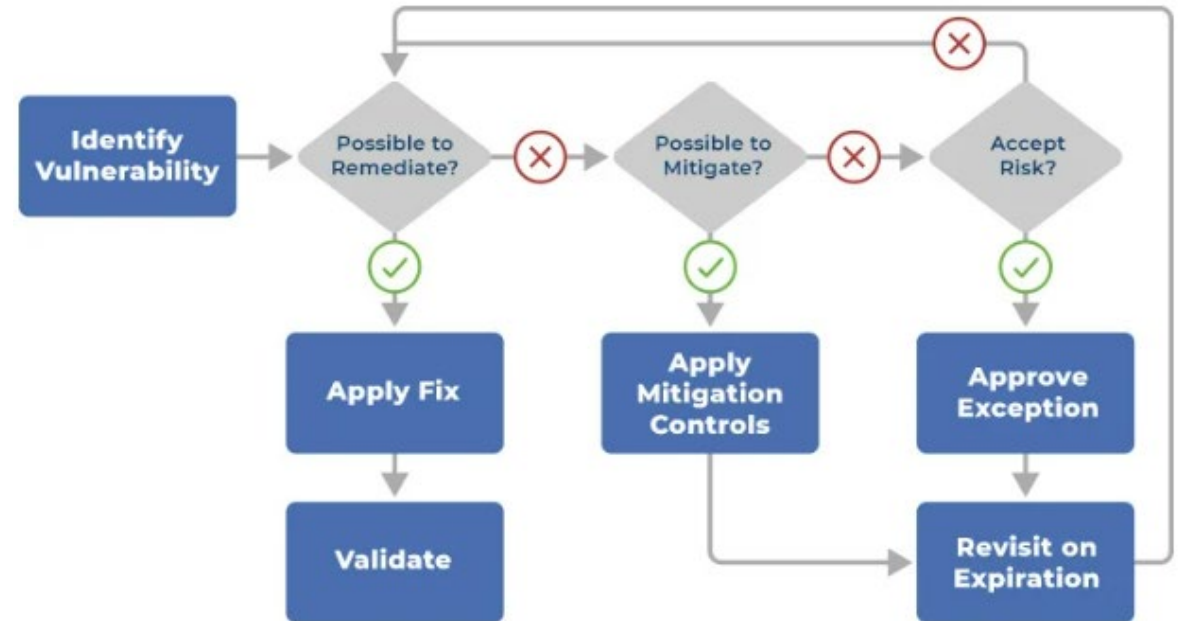 Identify
Vulnerability
Possible to
Remediate?
Possible to
Mitigate?
Accept
Risk?
Apply Fix
Apply
Mitigation
Controls
Approve
Exception
Validate
Revisit on
Expiration